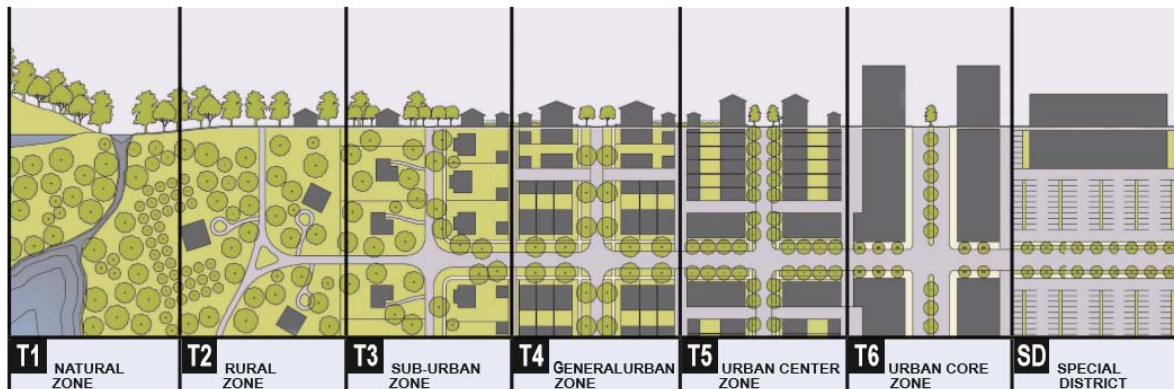 T1 NATURAL
ZONE
T2 RURAL
ZONE
T3 SUB-URBAN
ZONE
T4 GENERALURBAN
ZONE
T5 URBAN CENTER
ZONE
T6 URBAN CORE
ZONE
SD SPECIAL
DISTRICT